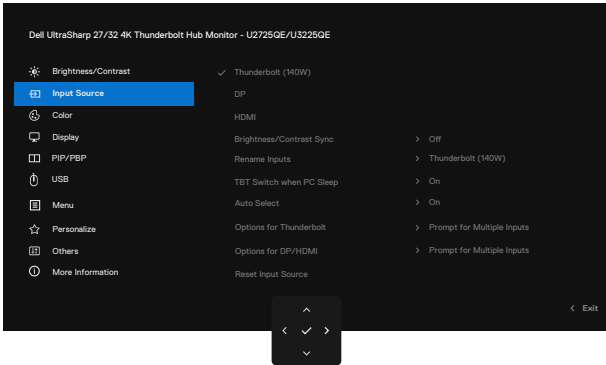 Dell UltraSharp 27/32 4K Thunderbolt Hub Monitor - U2725QE/U3225QE
Brightness/Contrast Thunderbolt (140W)
Input Source DP
Color HDMI
Display Brightness/Contrast Sync Off
PIP/PBP Rename Inputs Thunderbolt (140W)
USB TBT Switch when PC Sleep On
Menu Auto Select On
Personalize Options for Thunderbolt Prompt for Multiple Inputs
Others Options for DP/HDMI Prompt for Multiple Inputs
More Information Reset Input Source
Exit